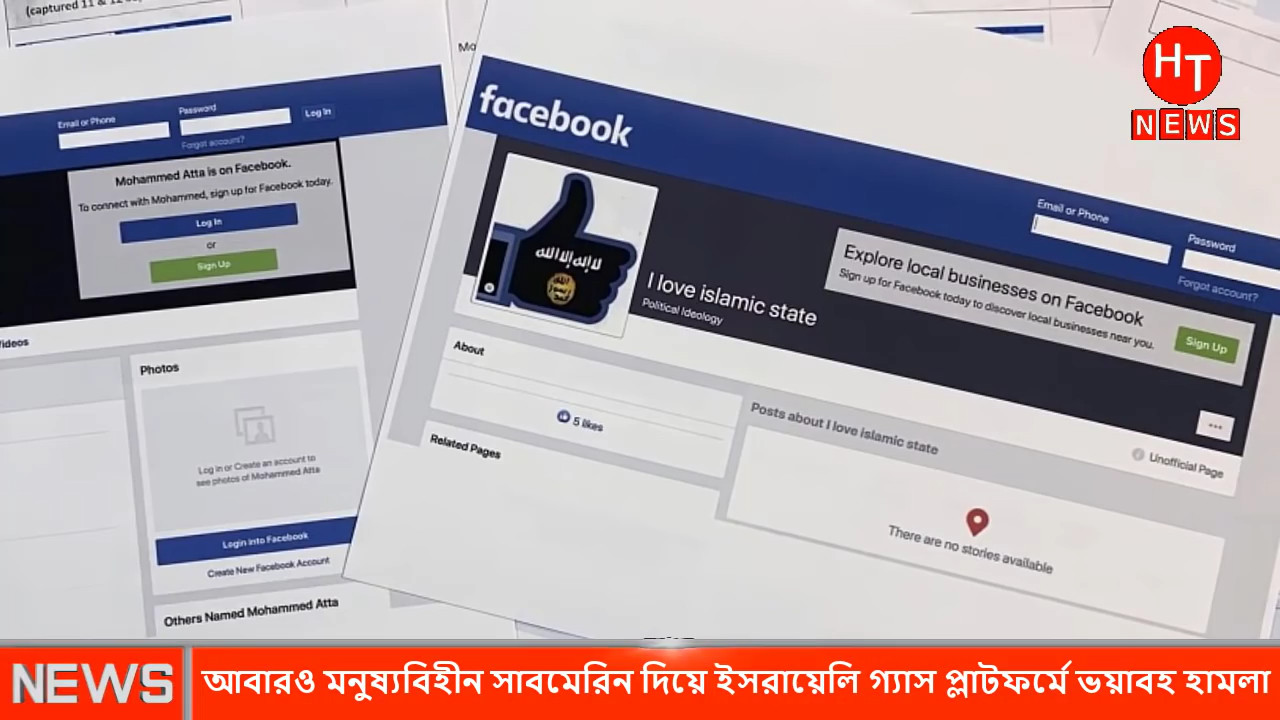 (captured 11 &
Email or Phone
Password
Log In
Forgot account?
Mohammed Atta is on Facebook.
To connect with Mohammed, sign up for Facebook today.
Log In
or
Sign Up
Videos
Photos
Log in or Create an account to
see photos of Mohammed Atta
Login into Facebook
Create New Facebook Account
Others Named Mohammed Atta
Mo
facebook
Email or Phone
Password
Forgot account?
لا اله الا الله
I love islamic state
Political Ideology
Explore local businesses on Facebook
Sign up for Facebook today to discover local businesses near you.
Sign Up
About
5 likes
Related Pages
Posts about I love islamic state
Unofficial Page
There are no stories available
HT
NEWS
NEWS
আবারও মনুষ্যবিহীন সাবমেরিন দিয়ে ইসরায়েলি গ্যাস প্লাটফর্মে ভয়াবহ হামলা